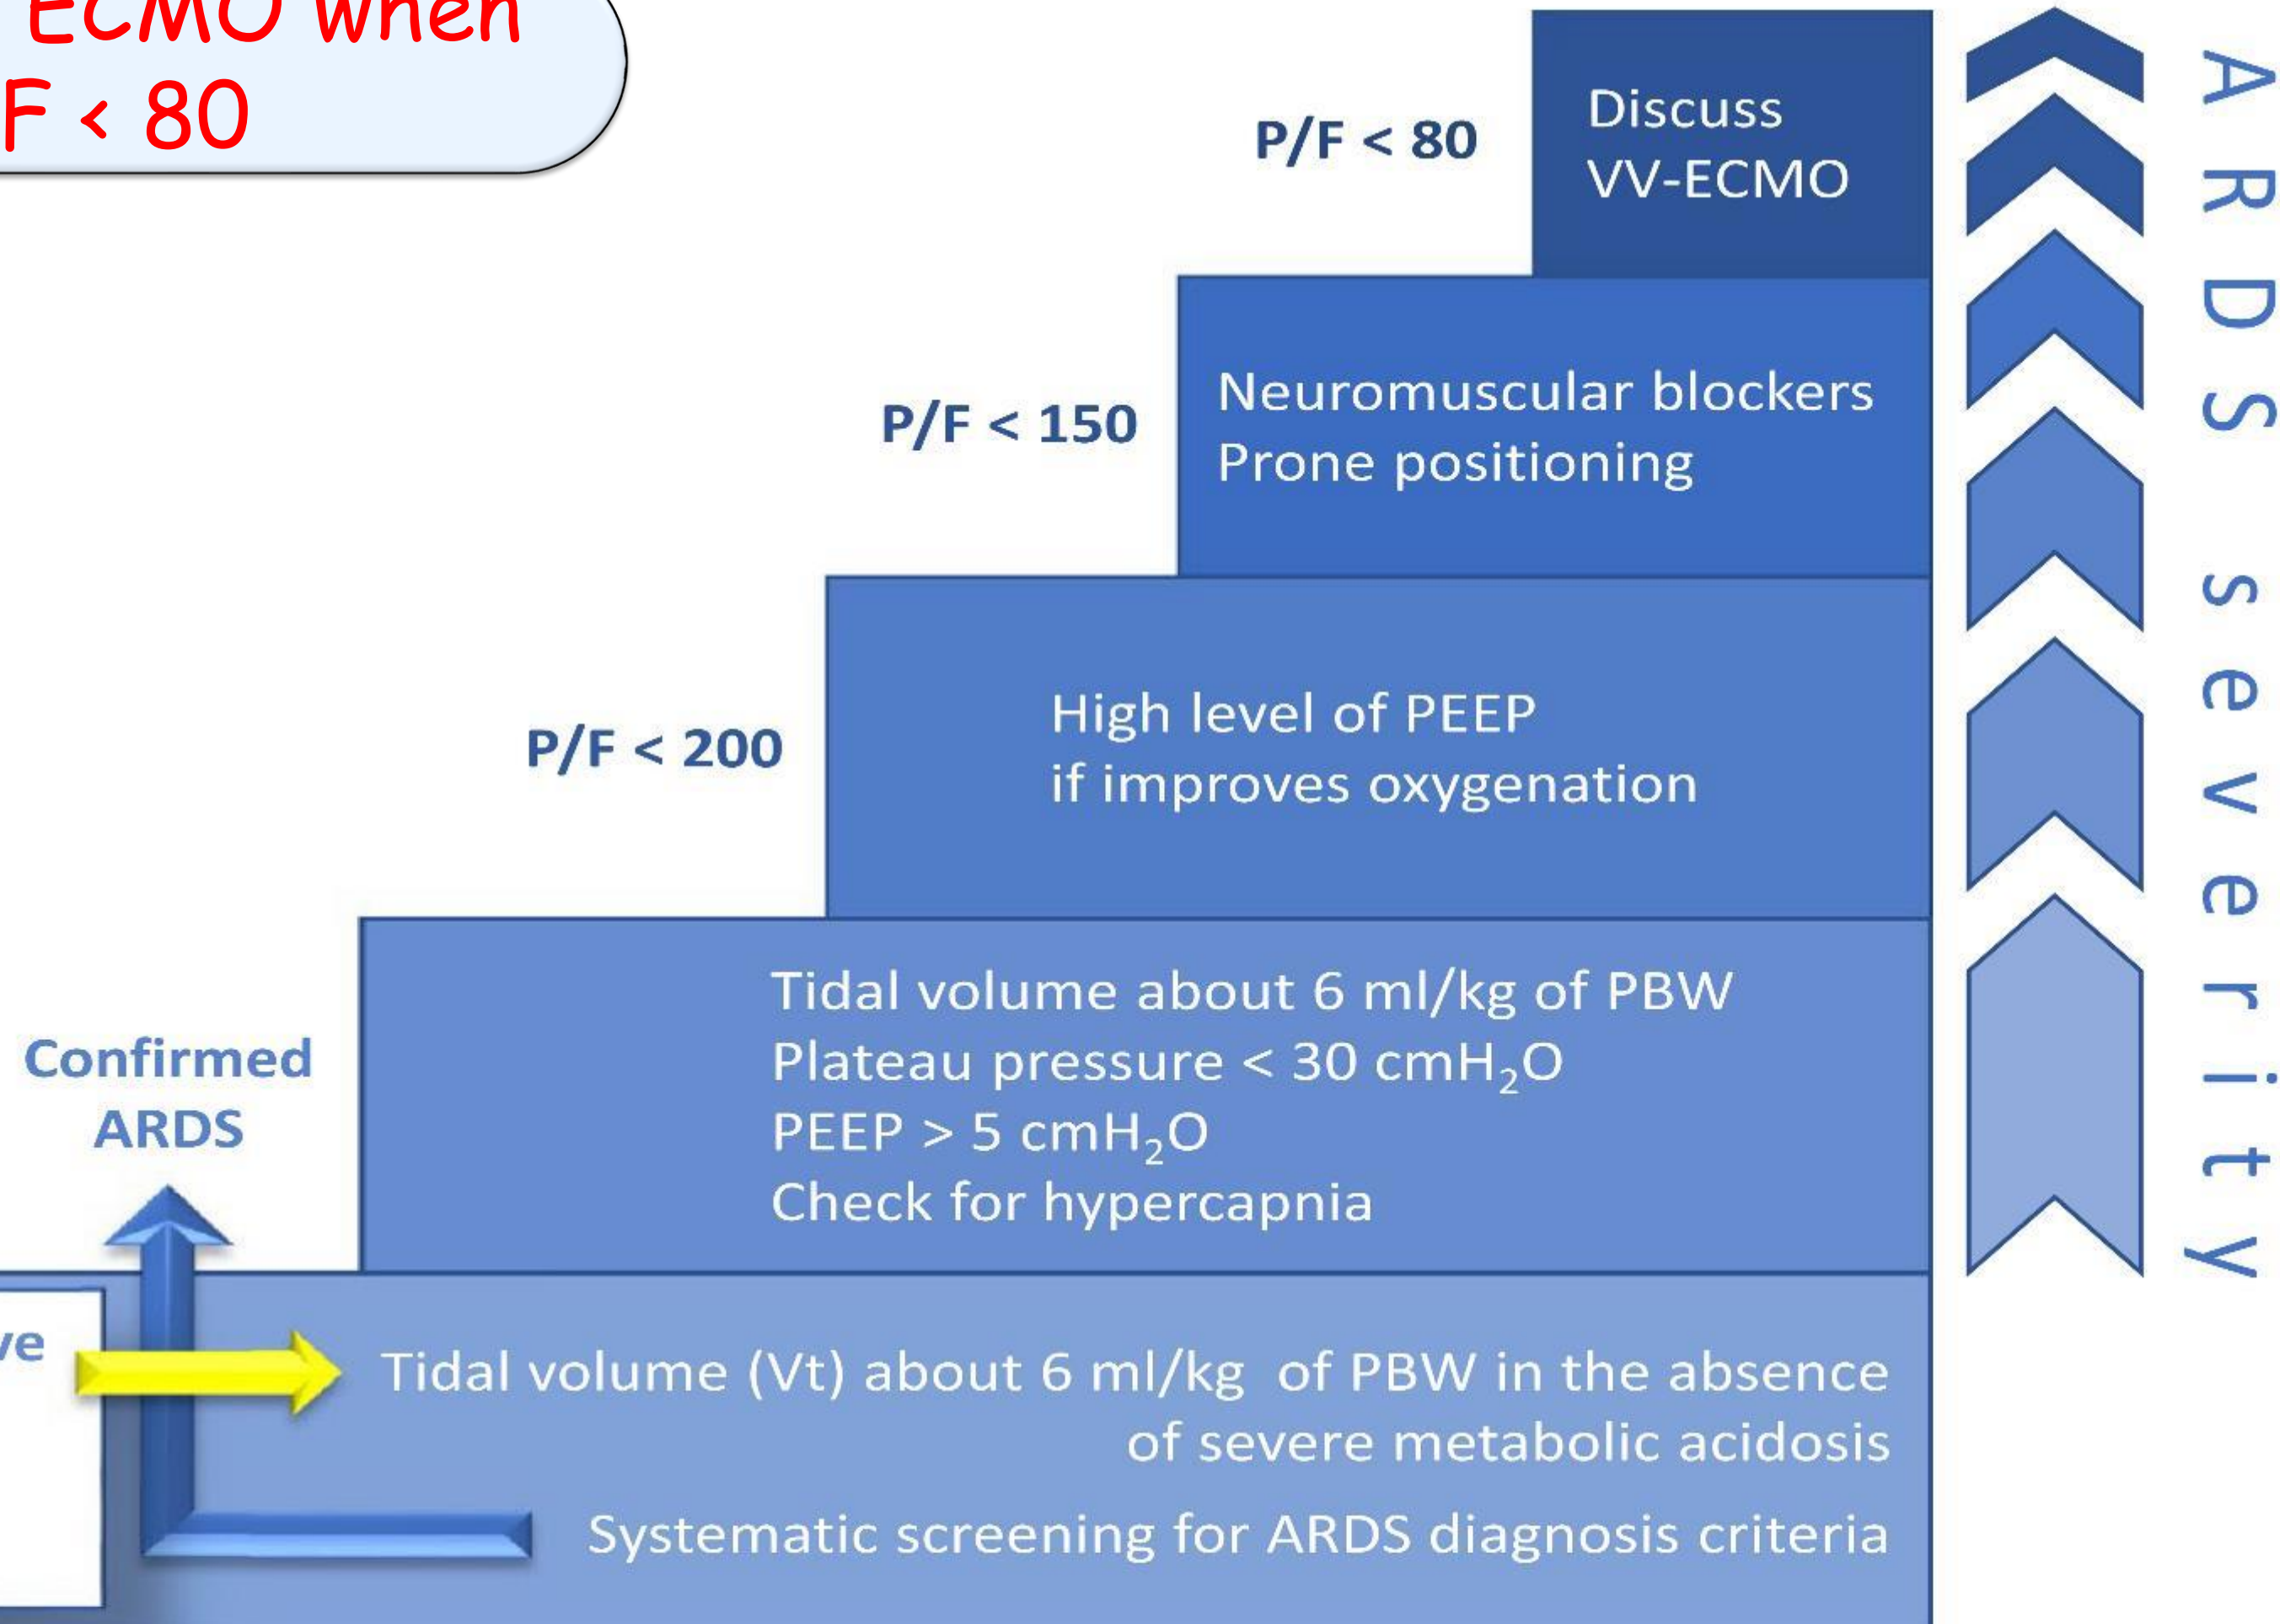 ECMO when
F < 80
P/F < 80
Discuss
VV-ECMO
P/F < 150
Neuromuscular blockers
Prone positioning
P/F < 200
High level of PEEP
if improves oxygenation
Confirmed
ARDS
Tidal volume about 6 ml/kg of PBW
Plateau pressure < 30 cmH₂O
PEEP > 5 cmH₂O
Check for hypercapnia
ve
Tidal volume (Vt) about 6 ml/kg of PBW in the absence
of severe metabolic acidosis
Systematic screening for ARDS diagnosis criteria
ARDS severity